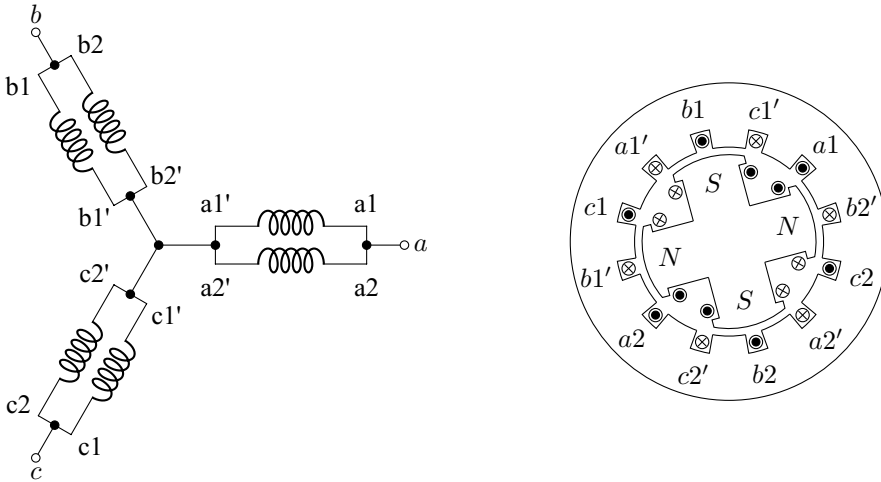 b
b2
b1
b2'
b1'
a1'
a1
a
a2'
a2
c2'
c1'
c2
c1
c
b1
c1′
a1′
a1
S
c1
b2′
N
N
b1′
c2
S
a2
a2′
c2′
b2